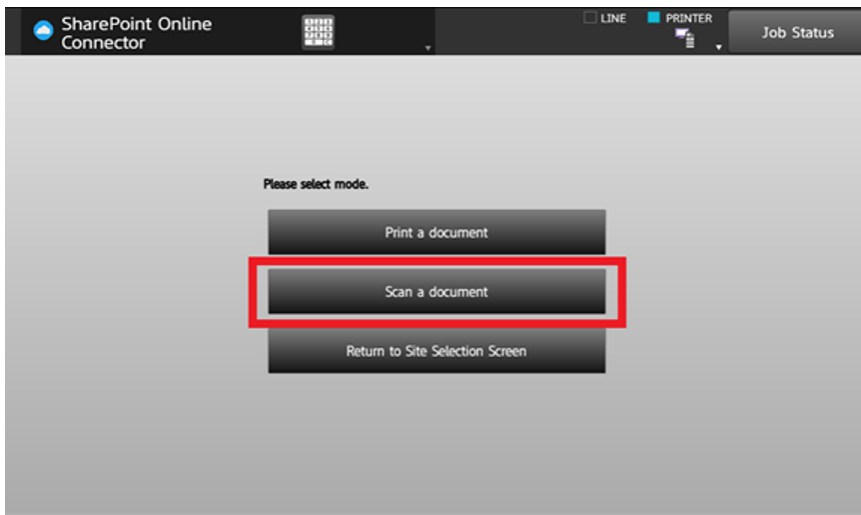 SharePoint Online
Connector
LINE
PRINTER
Job Status
Please select mode.
Print a document
Scan a document
Return to Site Selection Screen